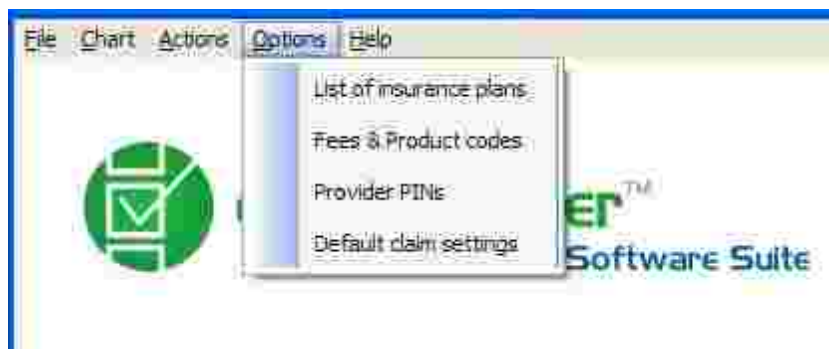 File Chart Actions Options Help
List of insurance plans
Fees & Product codes
Provider PINs
Default claim settings
er™
Software Suite